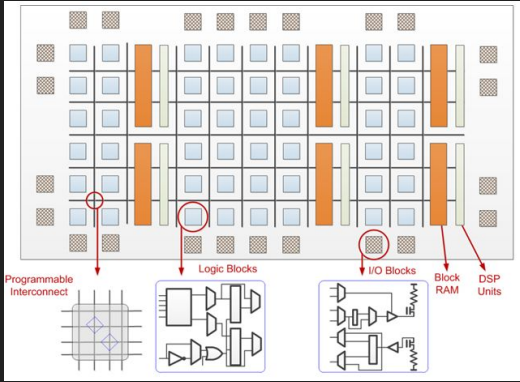 Programmable
Interconnect
Logic Blocks
I/O Blocks
Block
RAM
DSP
Units